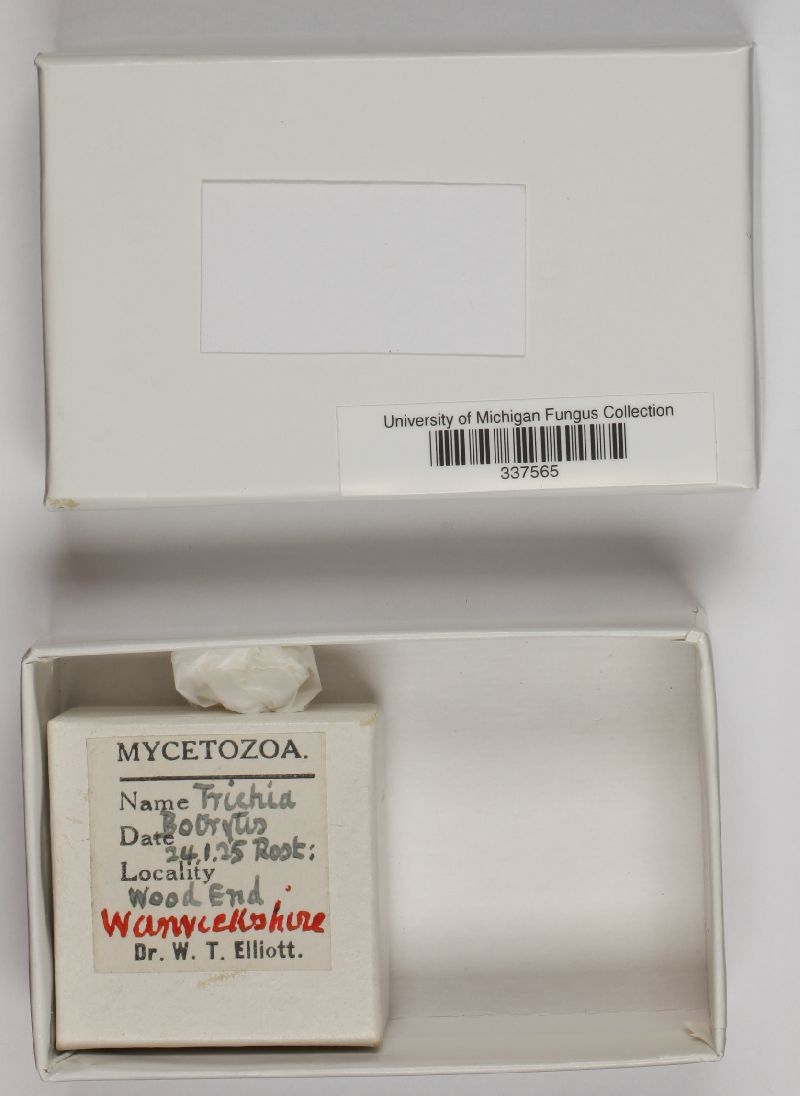 University of Michigan Fungus Collection
337565
MYCETOZOA.
Name Trichia
Botrytis
Date 24.1.25 Rost:
Locality
Wood End
Warwickshire
Dr. W. T. Elliott.